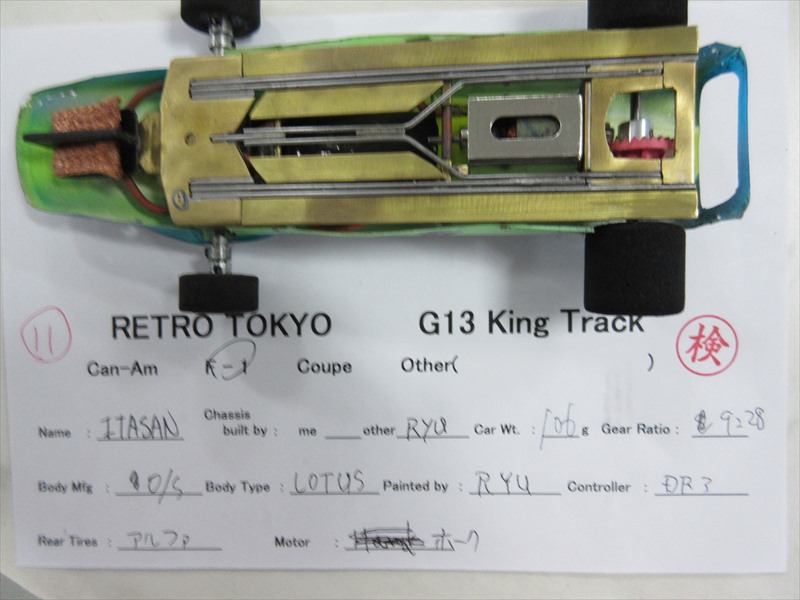 ⑪ RETRO TOKYO G13 King Track 検
Can-Am F-1 Coupe Other( )
Name : ITASAN Chassis built by : me other RYU Car Wt. : 106 g Gear Ratio : 9:28
Body Mfg : O/S Body Type : LOTUS Painted by : RYU Controller : DR3
Rear Tires : アルファ Motor : ホーク